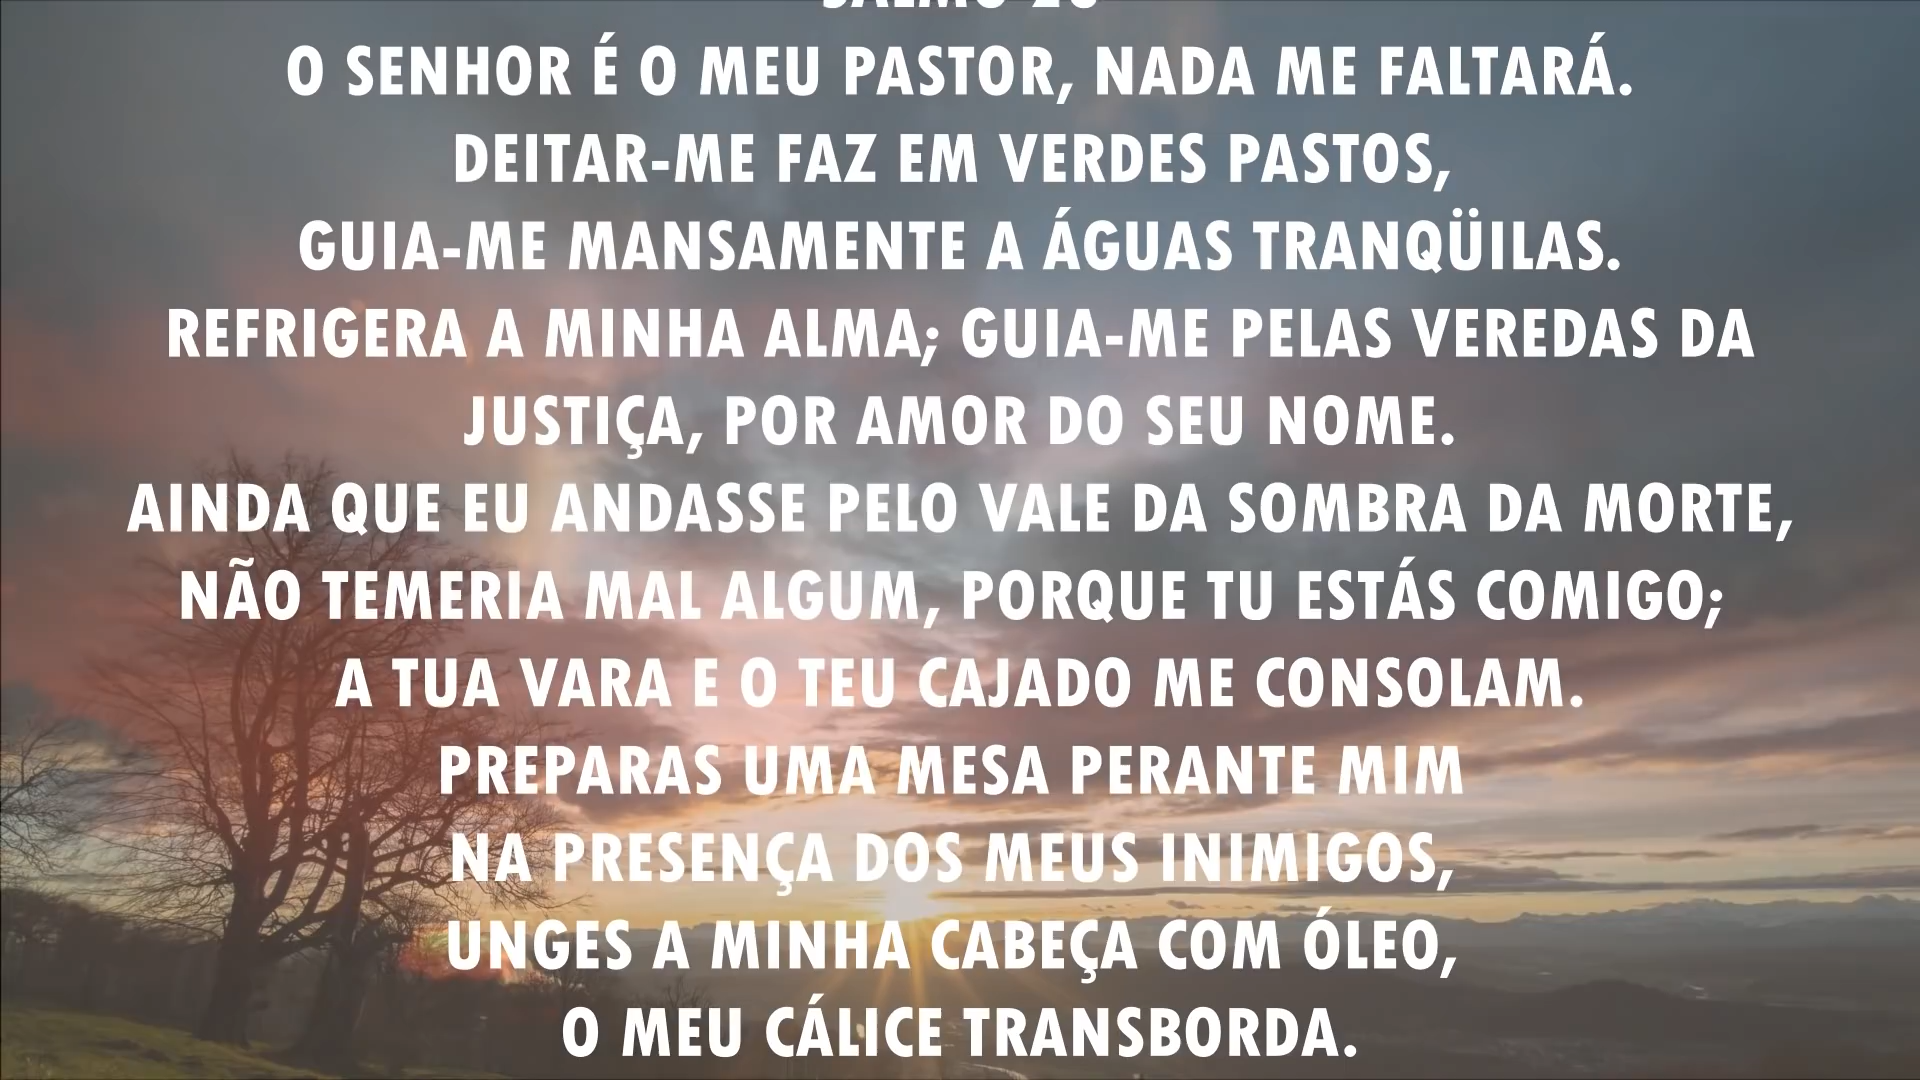 O SENHOR É O MEU PASTOR, NADA ME FALTARÁ.
DEITAR-ME FAZ EM VERDES PASTOS,
GUIA-ME MANSAMENTE A ÁGUAS TRANQÜILAS.
REFRIGERA A MINHA ALMA; GUIA-ME PELAS VEREDAS DA
JUSTIÇA, POR AMOR DO SEU NOME.
AINDA QUE EU ANDASSE PELO VALE DA SOMBRA DA MORTE,
NÃO TEMERIA MAL ALGUM, PORQUE TU ESTÁS COMIGO;
A TUA VARA E O TEU CAJADO ME CONSOLAM.
PREPARAS UMA MESA PERANTE MIM
NA PRESENÇA DOS MEUS INIMIGOS,
UNGES A MINHA CABEÇA COM ÓLEO,
O MEU CÁLICE TRANSBORDA.